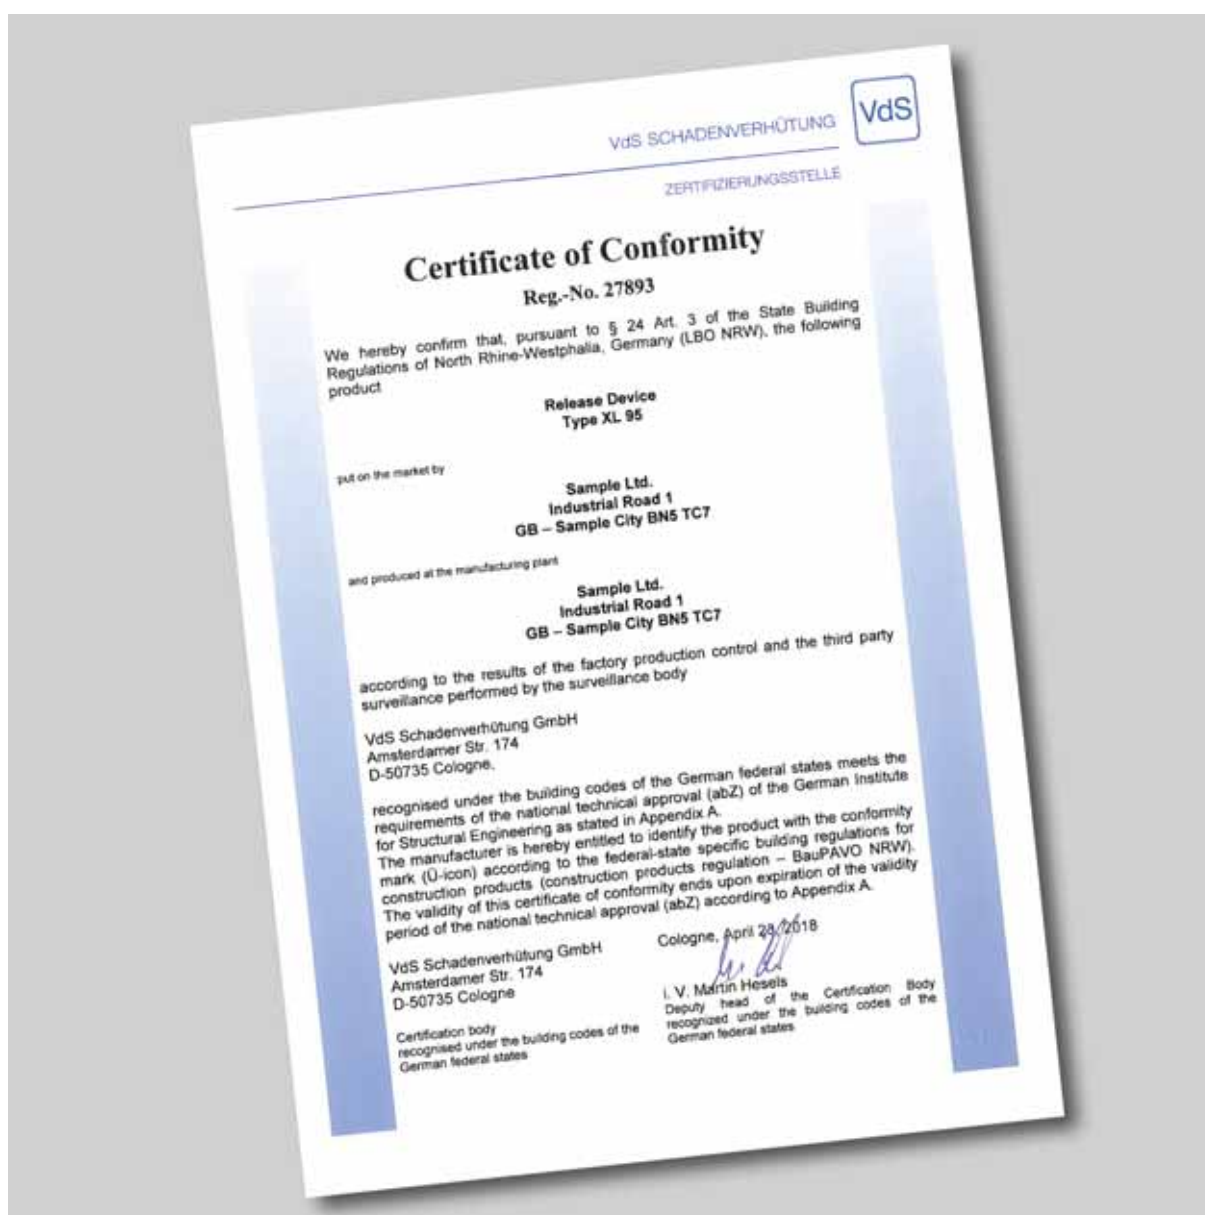 VdS SCHADENVERHÜTUNG
VdS
ZERTIFIZIERUNGSSTELLE
Certificate of Conformity
Reg.-No. 27893
We hereby confirm that, pursuant to § 24 Art. 3 of the State Building
Regulations of North Rhine-Westphalia, Germany (LBO NRW), the following
product
Release Device
Type XL 95
put on the market by
Sample Ltd.
Industrial Road 1
GB – Sample City BN5 TC7
and produced at the manufacturing plant
Sample Ltd.
Industrial Road 1
GB – Sample City BN5 TC7
according to the results of the factory production control and the third party
surveillance performed by the surveillance body
VdS Schadenverhütung GmbH
Amsterdamer Str. 174
D-50735 Cologne,
recognised under the building codes of the German federal states meets the
requirements of the national technical approval (abZ) of the German Institute
for Structural Engineering as stated in Appendix A.
The manufacturer is hereby entitled to identify the product with the conformity
mark (Ü-icon) according to the federal-state specific building regulations for
construction products (construction products regulation – BauPAVO NRW).
The validity of this certificate of conformity ends upon expiration of the validity
period of the national technical approval (abZ) according to Appendix A.
VdS Schadenverhütung GmbH
Amsterdamer Str. 174
D-50735 Cologne
Certification body
recognised under the building codes of the
German federal states
Cologne, April 2018
i. V. Martin Hesels
Deputy head of the Certification Body
recognized under the building codes of the
German federal states